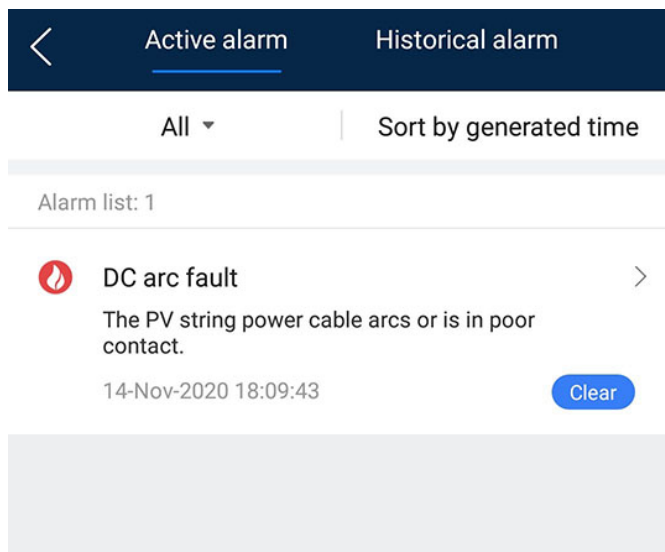 Active alarm Historical alarm
All Sort by generated time
Alarm list: 1
DC arc fault
The PV string power cable arcs or is in poor
contact.
14-Nov-2020 18:09:43 Clear